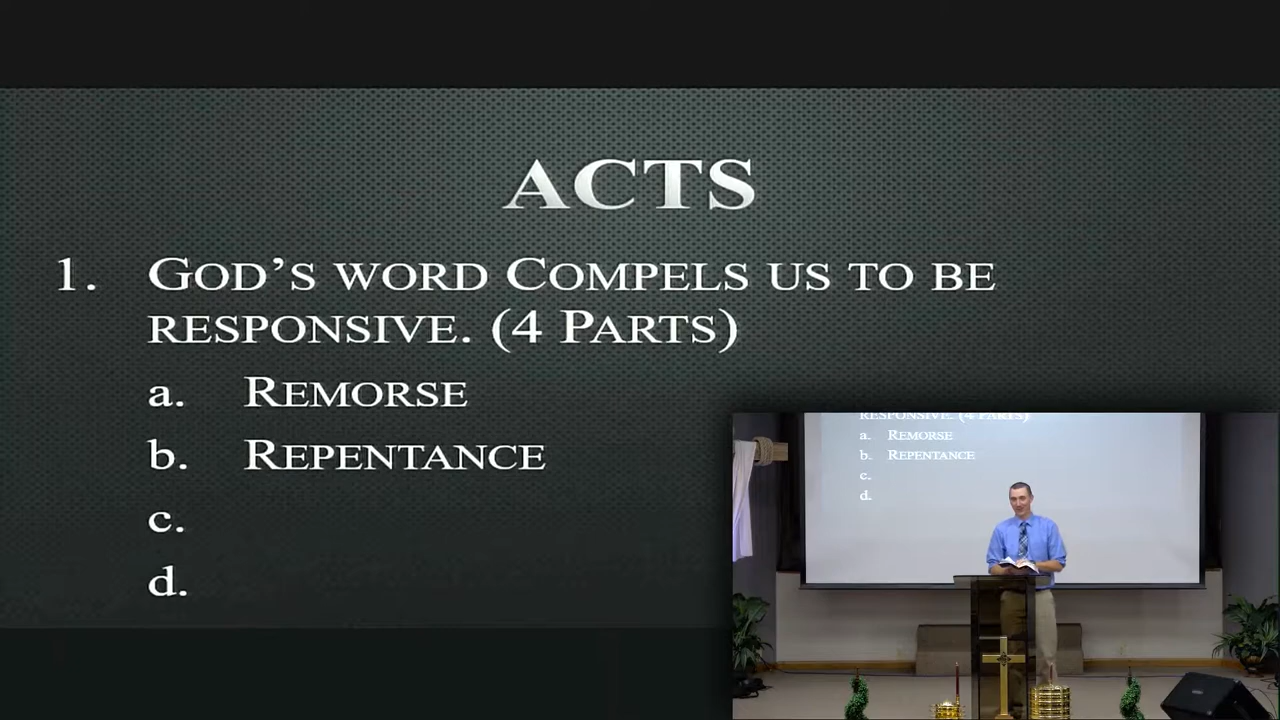 ACTS
1. GOD'S WORD COMPELS US TO BE
RESPONSIVE. (4 PARTS)
a. REMORSE
b. REPENTANCE
c.
d.
RESPONSIVE. (4 PARTS)
a. REMORSE
b. REPENTANCE
c.
d.